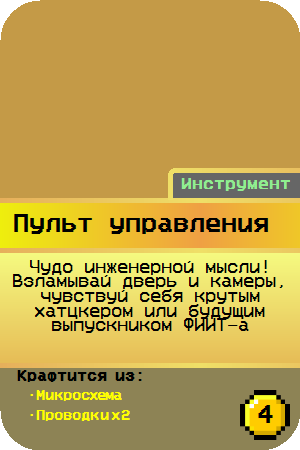 Инструмент
Пульт управления
Чудо инженерной мысли!
Взламывай дверь и камеры,
чувствуй себя крутым
хатцкером или будущим
выпускником ФИИТ-а
Крафтится из:
·Микросхема
·Проводки x2
4